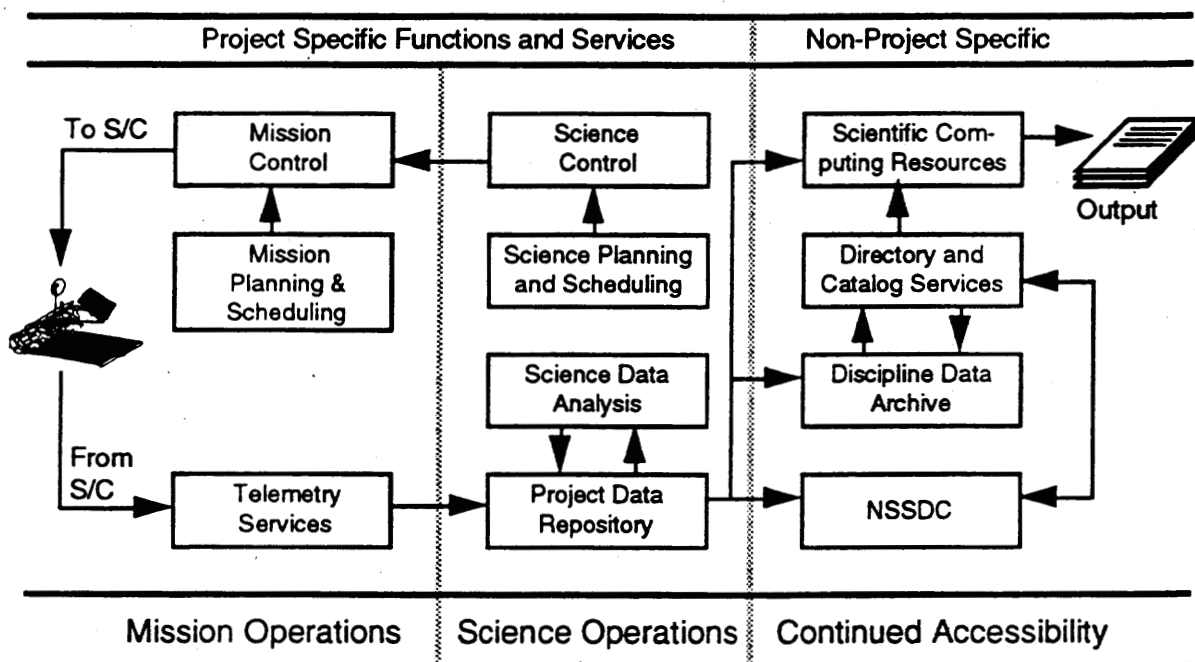 Project Specific Functions and Services
Non-Project Specific
To S/C
Mission
Control
Science
Control
Scientific Com-
puting Resources
Output
Mission
Planning &
Scheduling
Science Planning
and Scheduling
Directory and
Catalog Services
Science Data
Analysis
Discipline Data
Archive
From
S/C
Telemetry
Services
Project Data
Repository
NSSDC
Mission Operations
Science Operations
Continued Accessibility